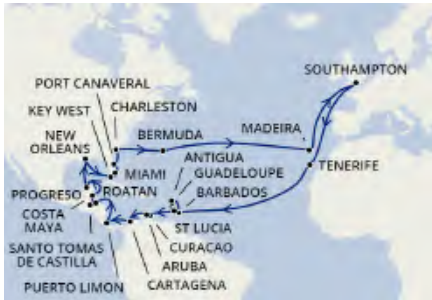 SOUTHAMPTON
PORT CANAVERAL
KEY WEST
CHARLESTON
NEW
ORLEANS
BERMUDA
MADEIRA
ANTIGUA
MIAMI
GUADELOUPE
TENERIFE
PROGRESO
ROATAN
BARBADOS
COSTA
MAYA
ST LUCIA
SANTO TOMAS
DE CASTILLA
CURACAO
ARUBA
PUERTO LIMON
CARTAGENA